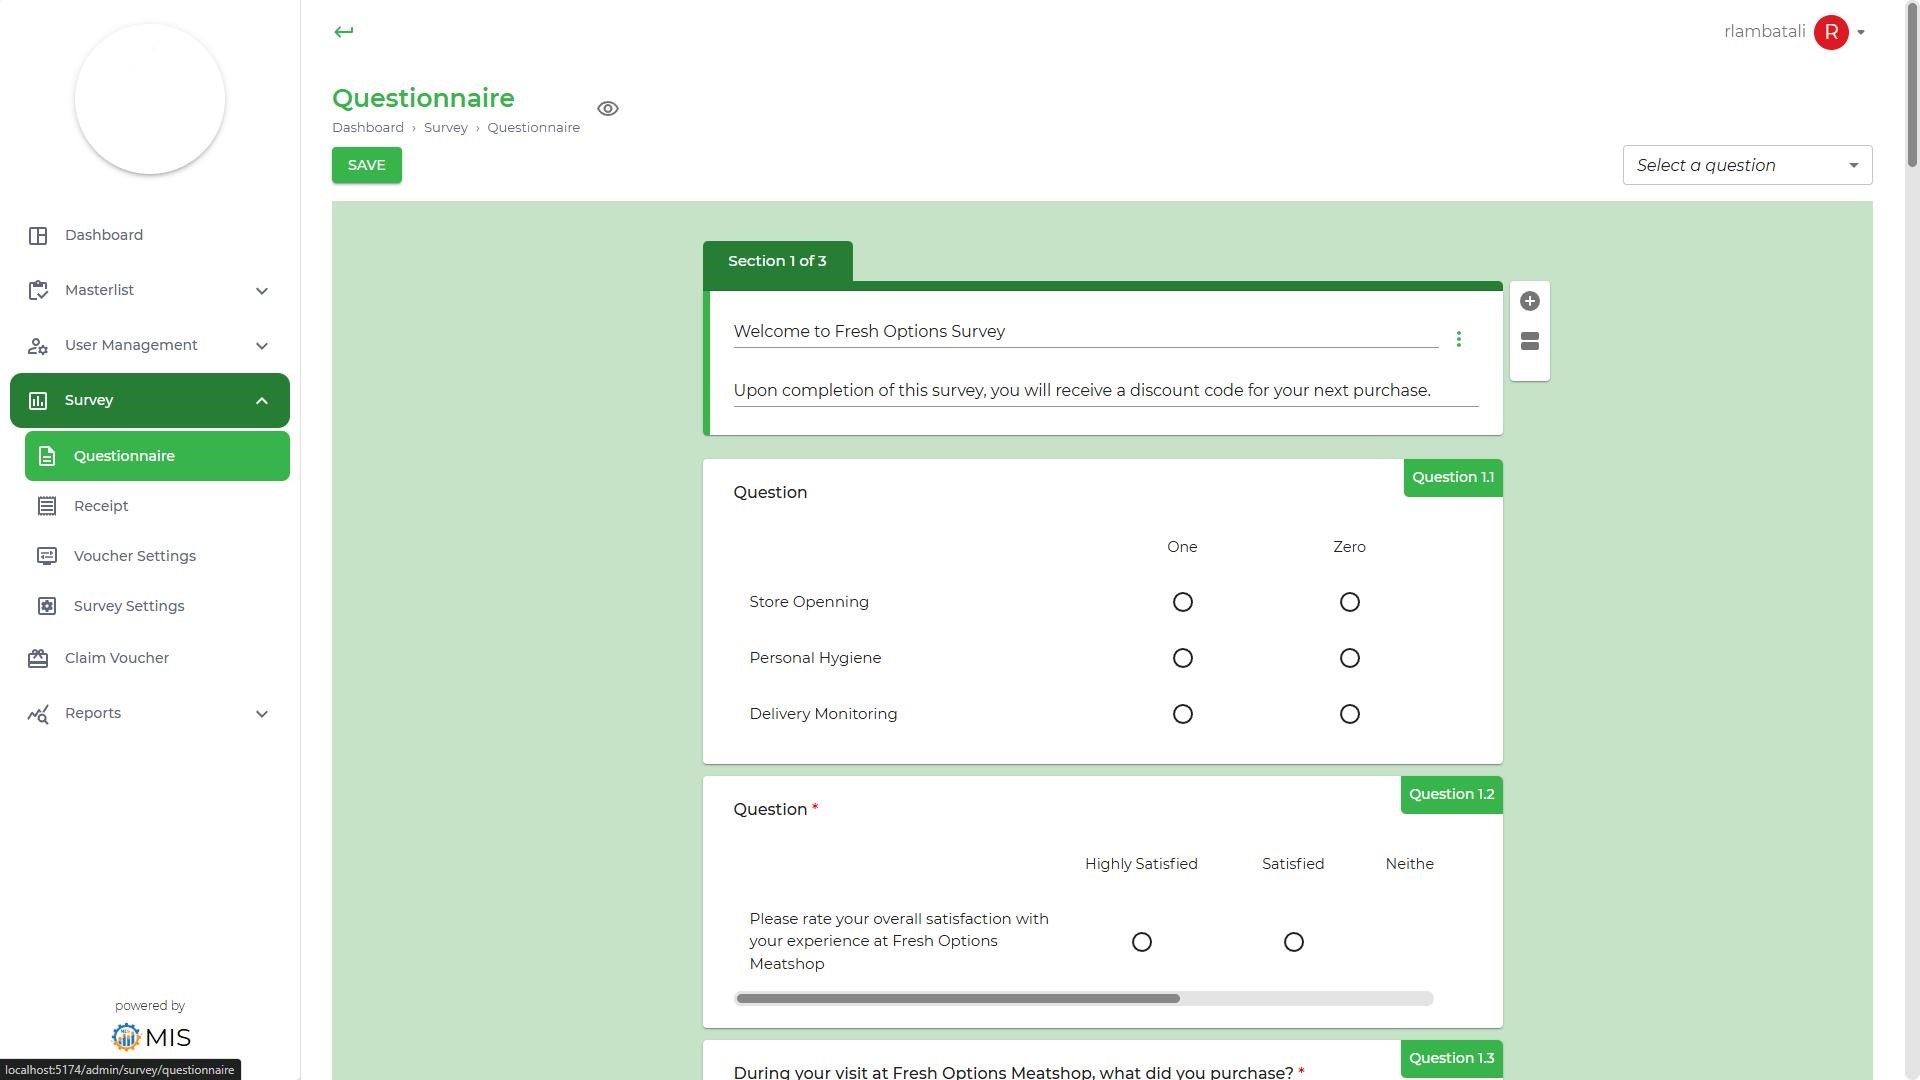 rlambatali
R
Questionnaire
Dashboard › Survey › Questionnaire
SAVE
Select a question
Dashboard
Masterlist
User Management
Survey
Questionnaire
Receipt
Voucher Settings
Survey Settings
Claim Voucher
Reports
powered by
MIS
localhost:5174/admin/survey/questionnaire
Section 1 of 3
Welcome to Fresh Options Survey
Upon completion of this survey, you will receive a discount code for your next purchase.
Question 1.1
Question
One Zero
Store Openning
Personal Hygiene
Delivery Monitoring
Question 1.2
Question *
Highly Satisfied Satisfied Neithe
Please rate your overall satisfaction with
your experience at Fresh Options
Meatshop
Question 1.3
During your visit at Fresh Options Meatshop, what did you purchase? *